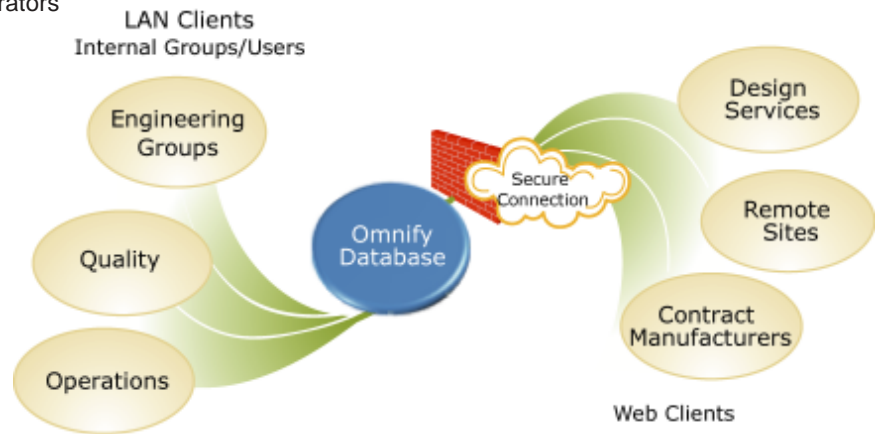 LAN Clients
Internal Groups/Users
Engineering
Groups
Quality
Operations
Omnify
Database
Secure
Connection
Design
Services
Remote
Sites
Contract
Manufacturers
Web Clients